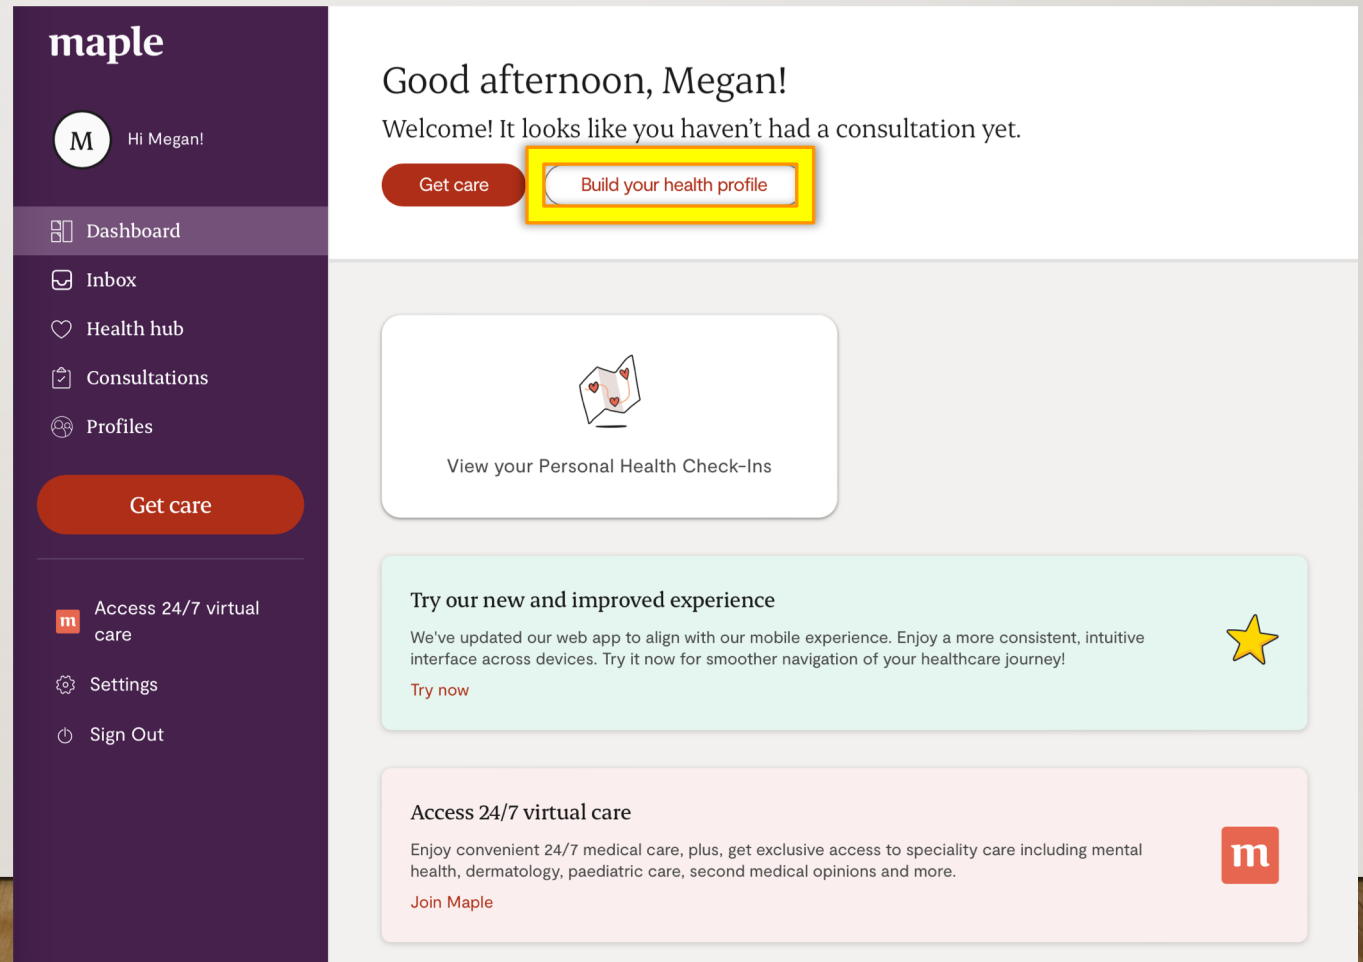 maple
M
Hi Megan!
Dashboard
Inbox
Health hub
Consultations
Profiles
Get care
m
Access 24/7 virtual
care
Settings
Sign Out
Good afternoon, Megan!
Welcome! It looks like you haven't had a consultation yet.
Get care
Build your health profile
View your Personal Health Check-Ins
Try our new and improved experience
We've updated our web app to align with our mobile experience. Enjoy a more consistent, intuitive
interface across devices. Try it now for smoother navigation of your healthcare journey!
Try now
Access 24/7 virtual care
Enjoy convenient 24/7 medical care, plus, get exclusive access to speciality care including mental
health, dermatology, paediatric care, second medical opinions and more.
Join Maple
m